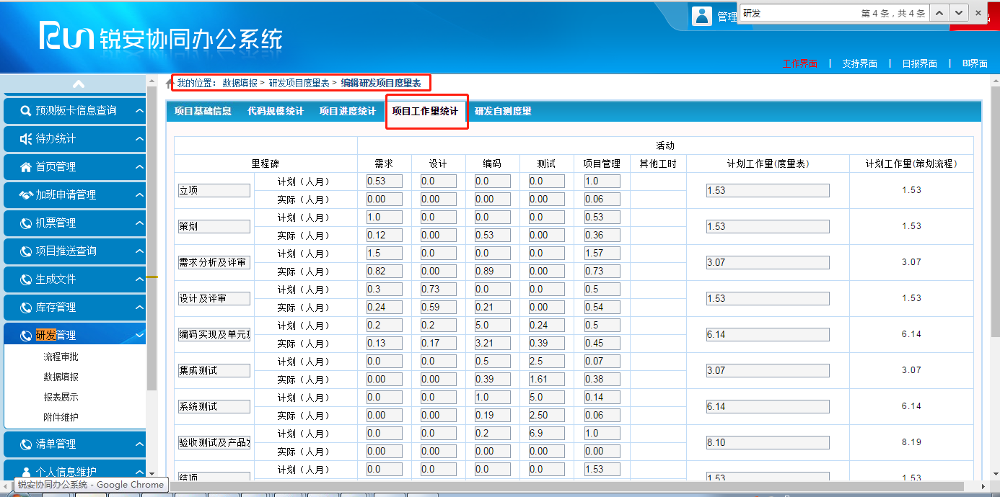 研发 第 4 条，共 4 条
管理
Run 锐安协同办公系统
工作界面 | 支持界面 | 日报界面 | BI界面
我的位置： 数据填报 > 研发项目度量表 > 编辑研发项目度量表
预测板卡信息查询
待办统计
首页管理
加班申请管理
机票管理
项目推送查询
生成文件
库存管理
研发管理
流程审批
数据填报
报表展示
附件维护
清单管理
个人信息维护
项目基础信息 代码规模统计 项目进度统计 项目工作量统计 研发自测度量
活动
里程碑 需求 设计 编码 测试 项目管理 其他工时 计划工作量(度量表) 计划工作量(策划流程)
立项 计划（人月） 0.53 0.0 0.0 0.0 1.0 1.53 1.53
实际（人月） 0.00 0.00 0.00 0.00 0.06
策划 计划（人月） 1.0 0.0 0.0 0.0 0.53 1.53 1.53
实际（人月） 0.12 0.00 0.53 0.00 0.36
需求分析及评审 计划（人月） 1.5 0.0 0.0 0.0 1.57 3.07 3.07
实际（人月） 0.82 0.00 0.89 0.00 0.73
设计及评审 计划（人月） 0.3 0.73 0.0 0.0 0.5 1.53 1.53
实际（人月） 0.24 0.59 0.21 0.00 0.54
编码实现及单元 计划（人月） 0.2 0.2 5.0 0.24 0.5 6.14 6.14
实际（人月） 0.13 0.17 3.21 0.39 0.45
集成测试 计划（人月） 0.0 0.0 0.5 2.5 0.07 3.07 3.07
实际（人月） 0.00 0.00 0.39 1.61 0.38
系统测试 计划（人月） 0.0 0.0 1.0 5.0 0.14 6.14 6.14
实际（人月） 0.00 0.00 0.19 2.50 0.06
验收测试及产品 计划（人月） 0.0 0.0 0.2 6.9 1.0 8.10 8.19
实际（人月） 0.00 0.00 0.00 0.00 0.00
结项 计划（人月） 0.0 0.0 0.0 0.0 1.53 1.53 1.53
锐安协同办公系统 - Google Chrome